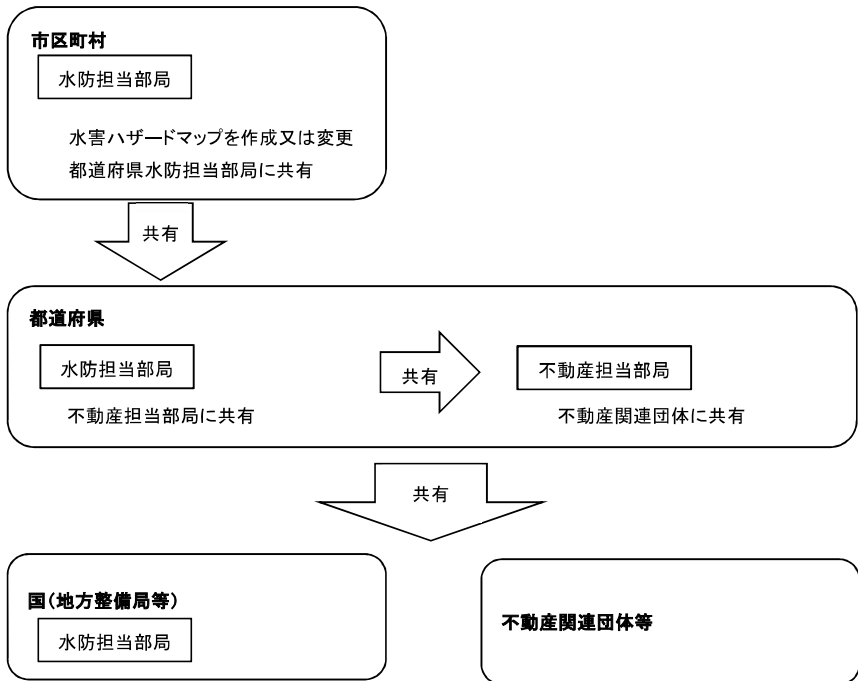 市区町村
水防担当部局
水害ハザードマップを作成又は変更
都道府県水防担当部局に共有
共有
都道府県
水防担当部局
共有
不動産担当部局
不動産担当部局に共有
不動産関連団体に共有
共有
国(地方整備局等)
水防担当部局
不動産関連団体等